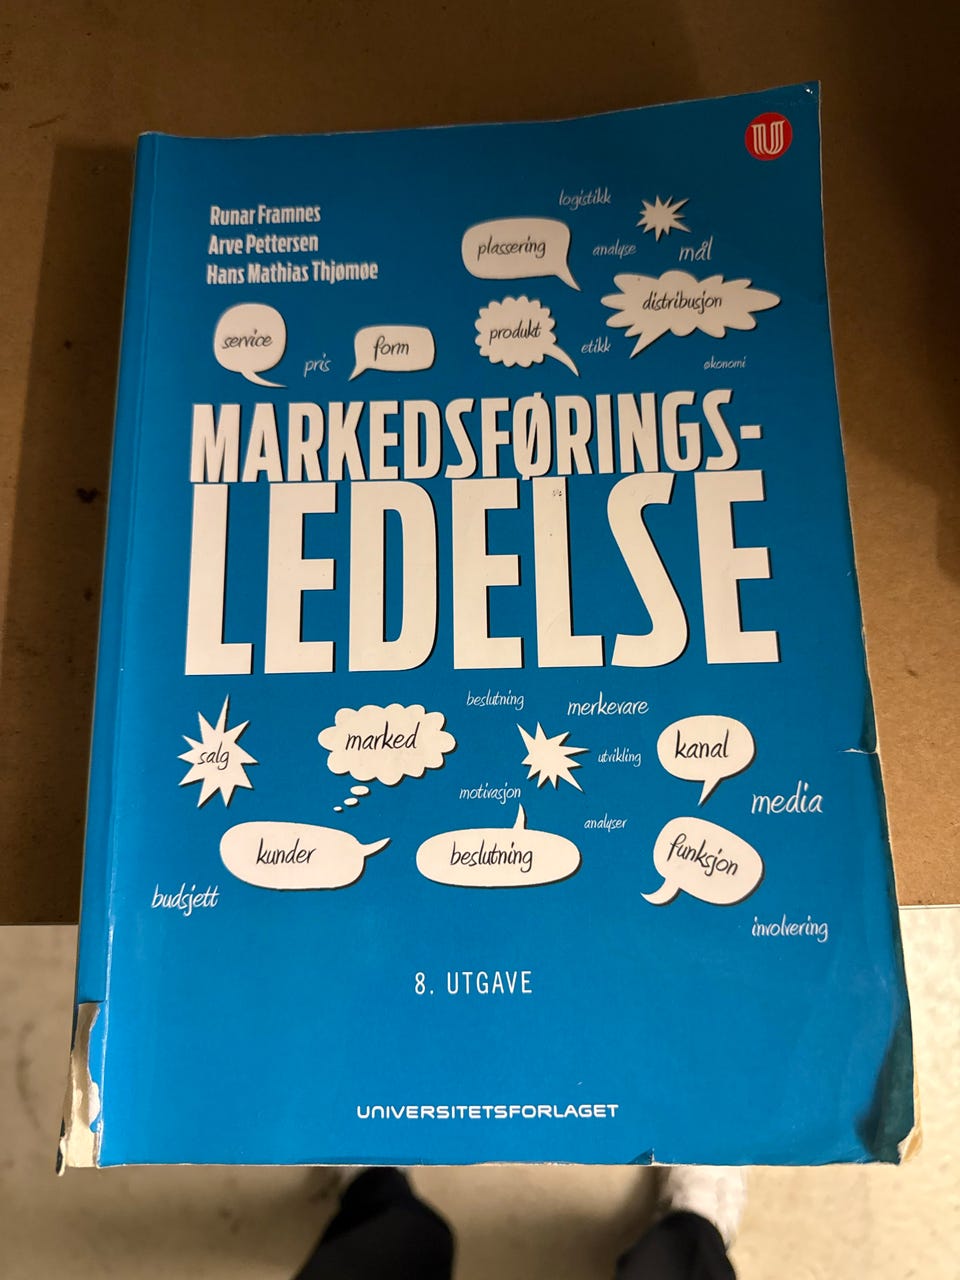 Runar Framnes
Arve Pettersen
Hans Mathias Thjømøe
logistikk
plassering
analyse
mål
distribusjon
service
pris
form
produkt
etikk
økonomi
MARKEDSFØRINGS-
LEDELSE
beslutning
merkevare
salg
marked
utvikling
kanal
motivasjon
media
analyser
kunder
beslutning
funksjon
budsjett
involvering
8. UTGAVE
UNIVERSITETSFORLAGET